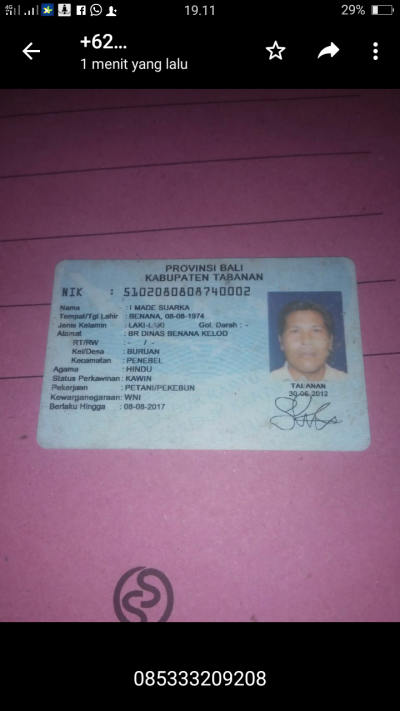 4G
19.11
29%
+62...
1 menit yang lalu
PROVINSI BALI
KABUPATEN TABANAN
NIK : 5102080808740002
Nama : I MADE SUARKA
Tempat/Tgl Lahir : BENANA, 08-08-1974
Jenis Kelamin : LAKI-LAKI Gol. Darah : -
Alamat : BR DINAS BENANA KELOD
RT/RW : - / -
Kel/Desa : BURUAN
Kecamatan : PENEBEL
Agama : HINDU
Status Perkawinan : KAWIN
Pekerjaan : PETANI/PEKEBUN
Kewarganegaraan: WNI
Berlaku Hingga : 08-08-2017
TABANAN
30-06-2012
085333209208